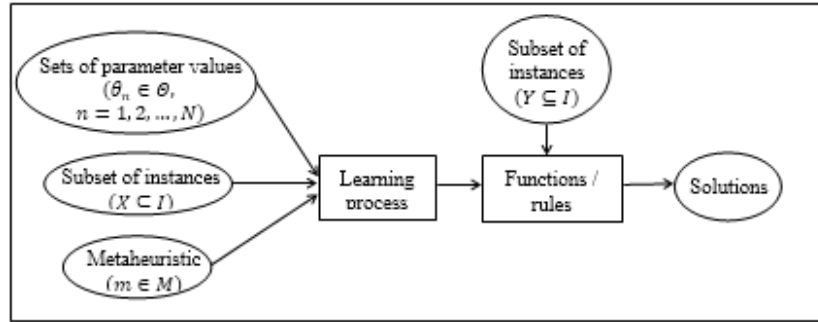 Sets of parameter values
(θₙ ∈ Θ,
n = 1, 2, ..., N)
Subset of instances
(X ⊂ I)
Metaheuristic
(m ∈ M)
Learning
process
Subset of
instances
(Y ⊆ I)
Functions /
rules
Solutions